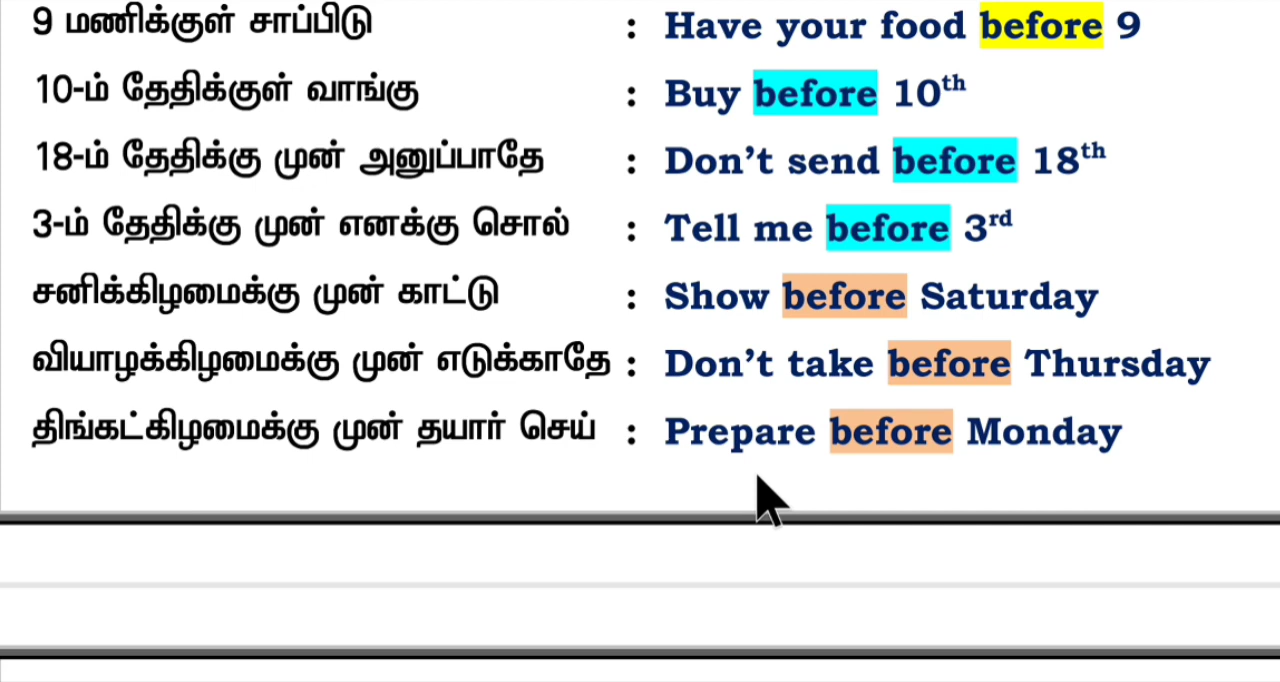 9 மணிக்குள் சாப்பிடு : Have your food before 9
10-ம் தேதிக்குள் வாங்கு : Buy before 10th
18-ம் தேதிக்கு முன் அனுப்பாதே : Don’t send before 18th
3-ம் தேதிக்கு முன் எனக்கு சொல் : Tell me before 3rd
சனிக்கிழமைக்கு முன் காட்டு : Show before Saturday
வியாழக்கிழமைக்கு முன் எடுக்காதே : Don’t take before Thursday
திங்கட்கிழமைக்கு முன் தயார் செய் : Prepare before Monday